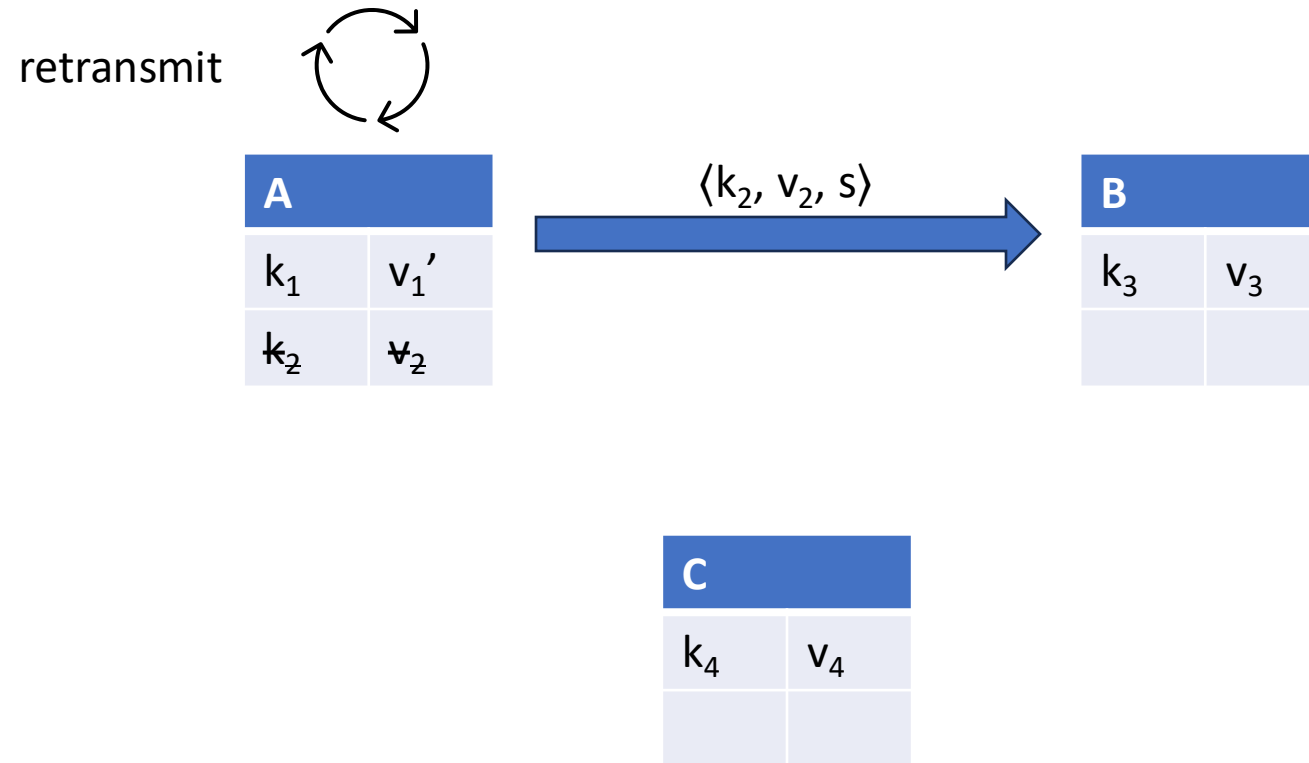 retransmit
⟨k₂, v₂, s⟩
A
k₁ v₁’
k₂ v₂
B
k₃ v₃
C
k₄ v₄